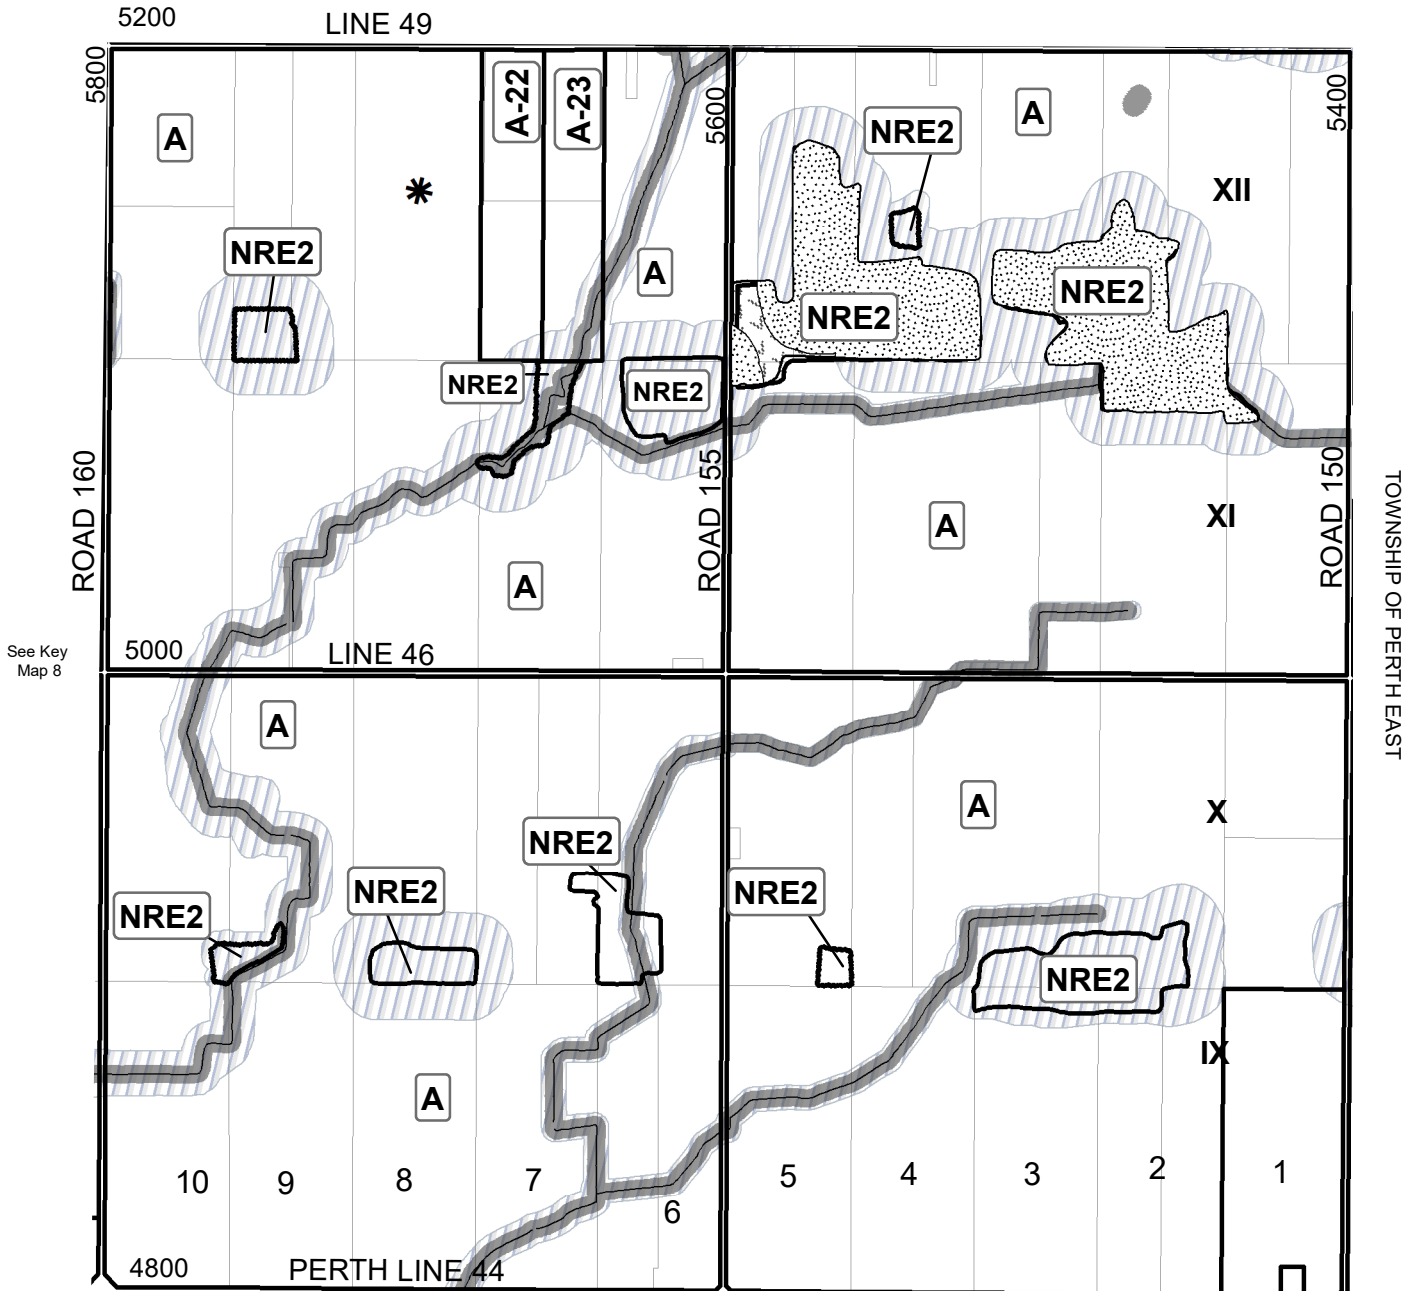 5200
LINE 49
5800
A-22
A-23
5600
5400
A
NRE2
A
XII
NRE2
A
NRE2
NRE2
NRE2
NRE2
ROAD 160
ROAD 155
ROAD 150
TOWNSHIP OF PERTH EAST
A
XI
A
See Key
Map 8
5000
LINE 46
A
A
X
NRE2
NRE2
NRE2
NRE2
NRE2
IX
A
10
9
8
7
6
5
4
3
2
1
4800
PERTH LINE 44